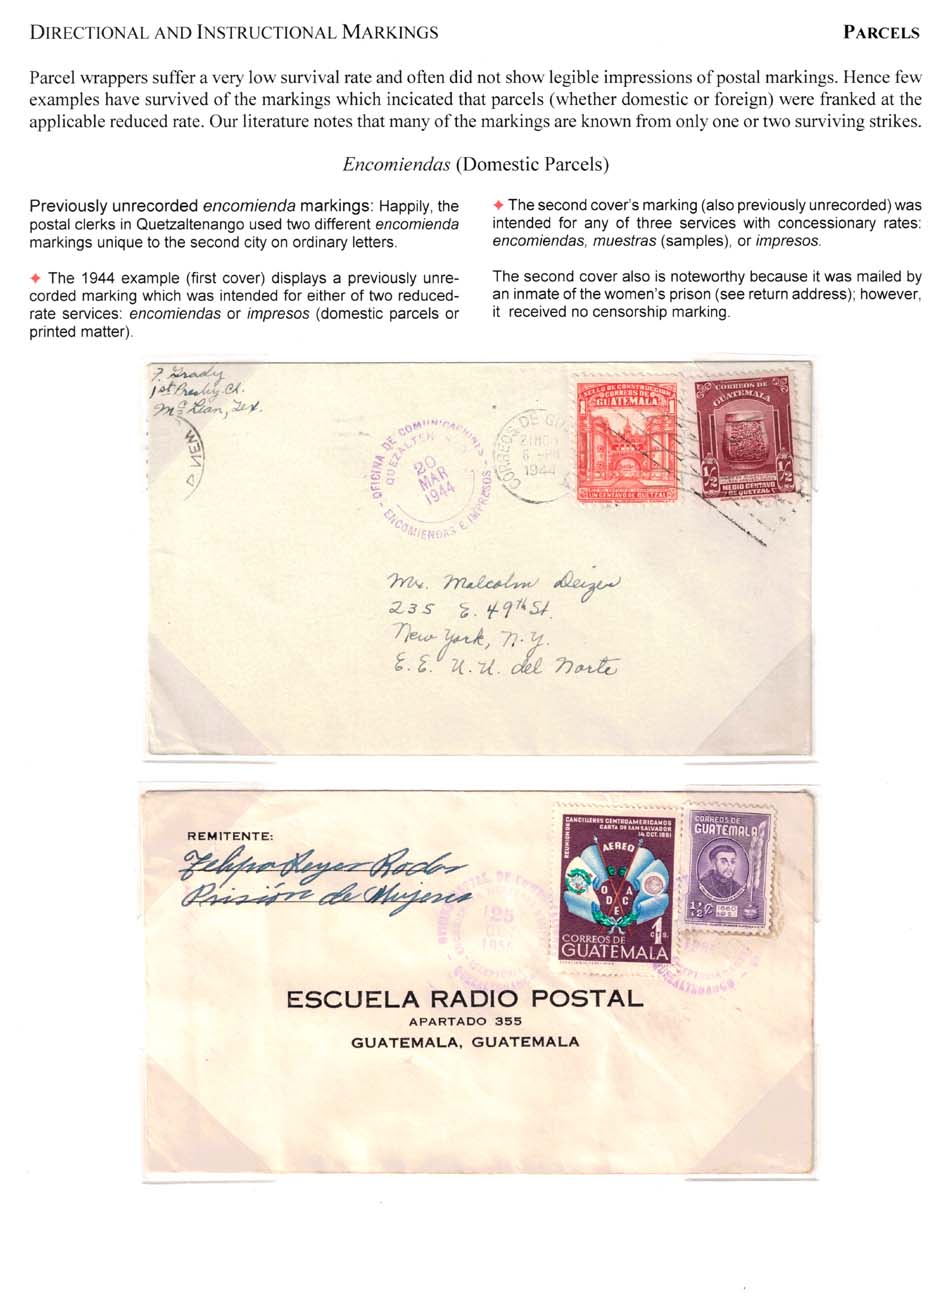 DIRECTIONAL AND INSTRUCTIONAL MARKINGS
PARCELS
Parcel wrappers suffer a very low survival rate and often did not show legible impressions of postal markings. Hence few
examples have survived of the markings which incicated that parcels (whether domestic or foreign) were franked at the
applicable reduced rate. Our literature notes that many of the markings are known from only one or two surviving strikes.
Encomiendas (Domestic Parcels)
Previously unrecorded encomienda markings: Happily, the
postal clerks in Quetzaltenango used two different encomienda
markings unique to the second city on ordinary letters.
The 1944 example (first cover) displays a previously unre-
corded marking which was intended for either of two reduced-
rate services: encomiendas or impresos (domestic parcels or
printed matter).
The second cover's marking (also previously unrecorded) was
intended for any of three services with concessionary rates:
encomiendas, muestras (samples), or impresos.
The second cover also is noteworthy because it was mailed by
an inmate of the women's prison (see return address); however,
it received no censorship marking.
F. Grady
1st Presby. Ch.
Mc Lean, Tex.
NEW
OFICINA DE COMUNICACIONES
20
MAR
1944
ENCOMIENDAS E IMPRESOS
CORREOS DE
1944
SELLO DE CONSTRUCCION
CORREOS DE
GUATEMALA
1 1
UN CENTAVO DE QUETZAL
CORREOS DE
GUATEMALA
1/2 1/2
MEDIO CENTAVO
DE QUETZAL
Mr. Malcolm Deizer
235 E. 49th St.
New York, N.Y.
E.E. U.U. del Norte
REMITENTE:
Felipa Reyes Rodas
Prisión de Mujeres
25
REUNION DE CANCILLERES CENTROAMERICANOS
CARTA DE SAN SALVADOR
14 OCT. 1951
AEREO
O D E C A
1 cts.
CORREOS DE
GUATEMALA
CORREOS DE
GUATEMALA
1½ ¢
QUEZALTENANGO
ESCUELA RADIO POSTAL
APARTADO 355
GUATEMALA, GUATEMALA